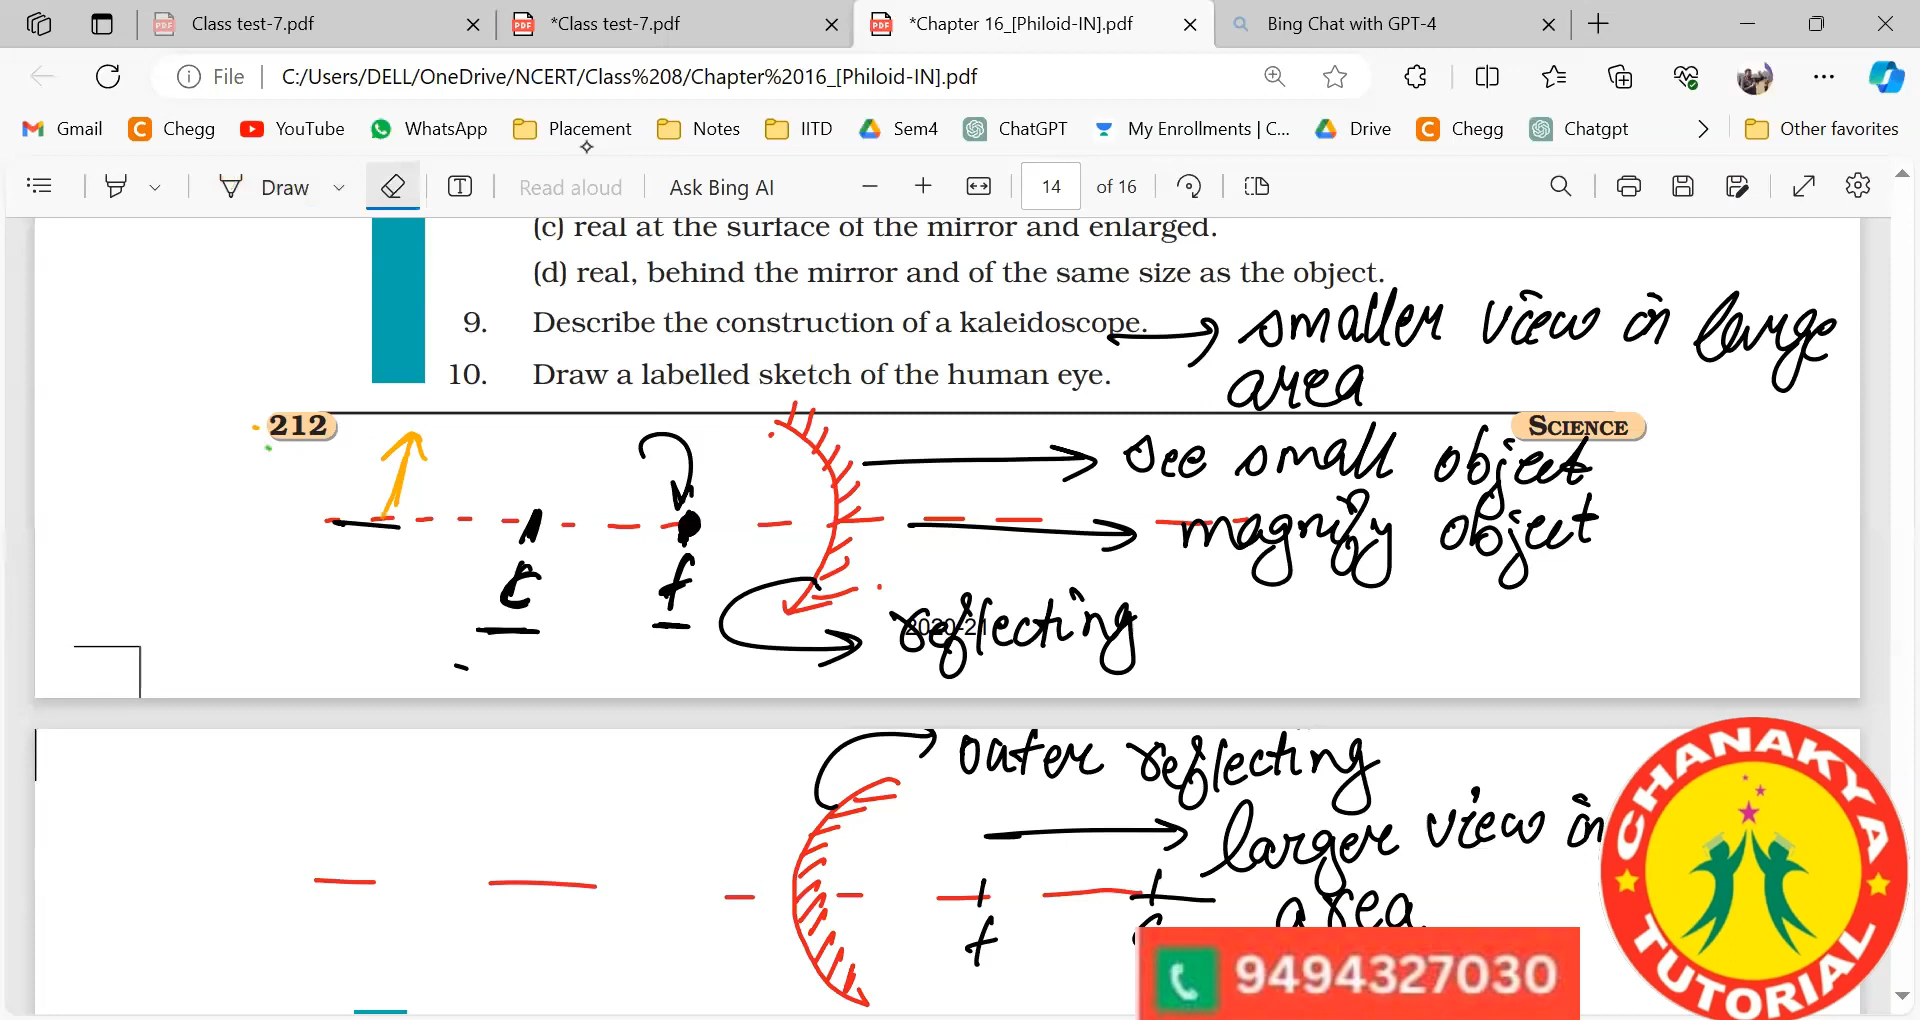 Class test-7.pdf
*Class test-7.pdf
*Chapter 16_[Philoid-IN].pdf
Bing Chat with GPT-4
File
C:/Users/DELL/OneDrive/NCERT/Class%208/Chapter%2016_[Philoid-IN].pdf
Gmail
Chegg
YouTube
WhatsApp
Placement
Notes
IITD
Sem4
ChatGPT
My Enrollments | C...
Drive
Chegg
Chatgpt
Other favorites
Draw
Read aloud
Ask Bing AI
14 of 16
(c) real at the surface of the mirror and enlarged.
(d) real, behind the mirror and of the same size as the object.
9. Describe the construction of a kaleidoscope.
smaller view in large
area
10. Draw a labelled sketch of the human eye.
212
SCIENCE
see small object
magnify object
C
f
reflecting
2020-21
outer reflecting
larger view in
area
f
CHANAKYA
TUTORIAL
9494327030